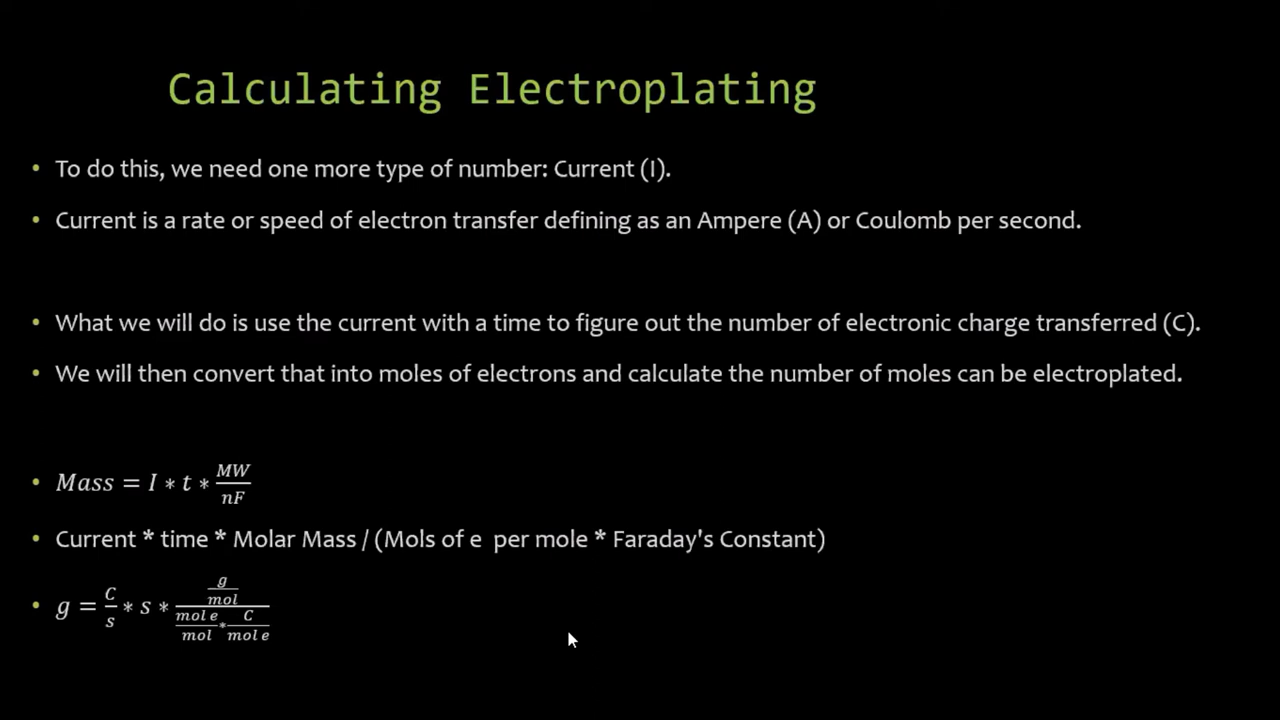 Calculating Electroplating
• To do this, we need one more type of number: Current (I).
• Current is a rate or speed of electron transfer defining as an Ampere (A) or Coulomb per second.
• What we will do is use the current with a time to figure out the number of electronic charge transferred (C).
• We will then convert that into moles of electrons and calculate the number of moles can be electroplated.
• Mass = I * t * MW/nF
• Current * time * Molar Mass / (Mols of e per mole * Faraday's Constant)
• g = C/s * s * (g/mol)/(mol e/mol * C/mol e)